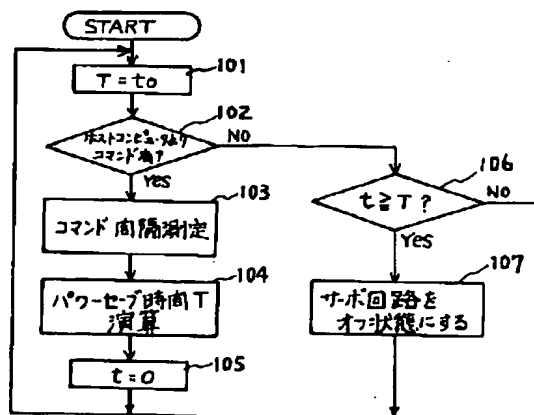 START
T=to
101
102
ホストコンピュータより
コマンド有?
NO
YES
103
コマンド間隔測定
104
パワーセーブ時間T
演算
105
t=0
106
t≧T?
NO
YES
107
サーボ回路を
オフ状態にする